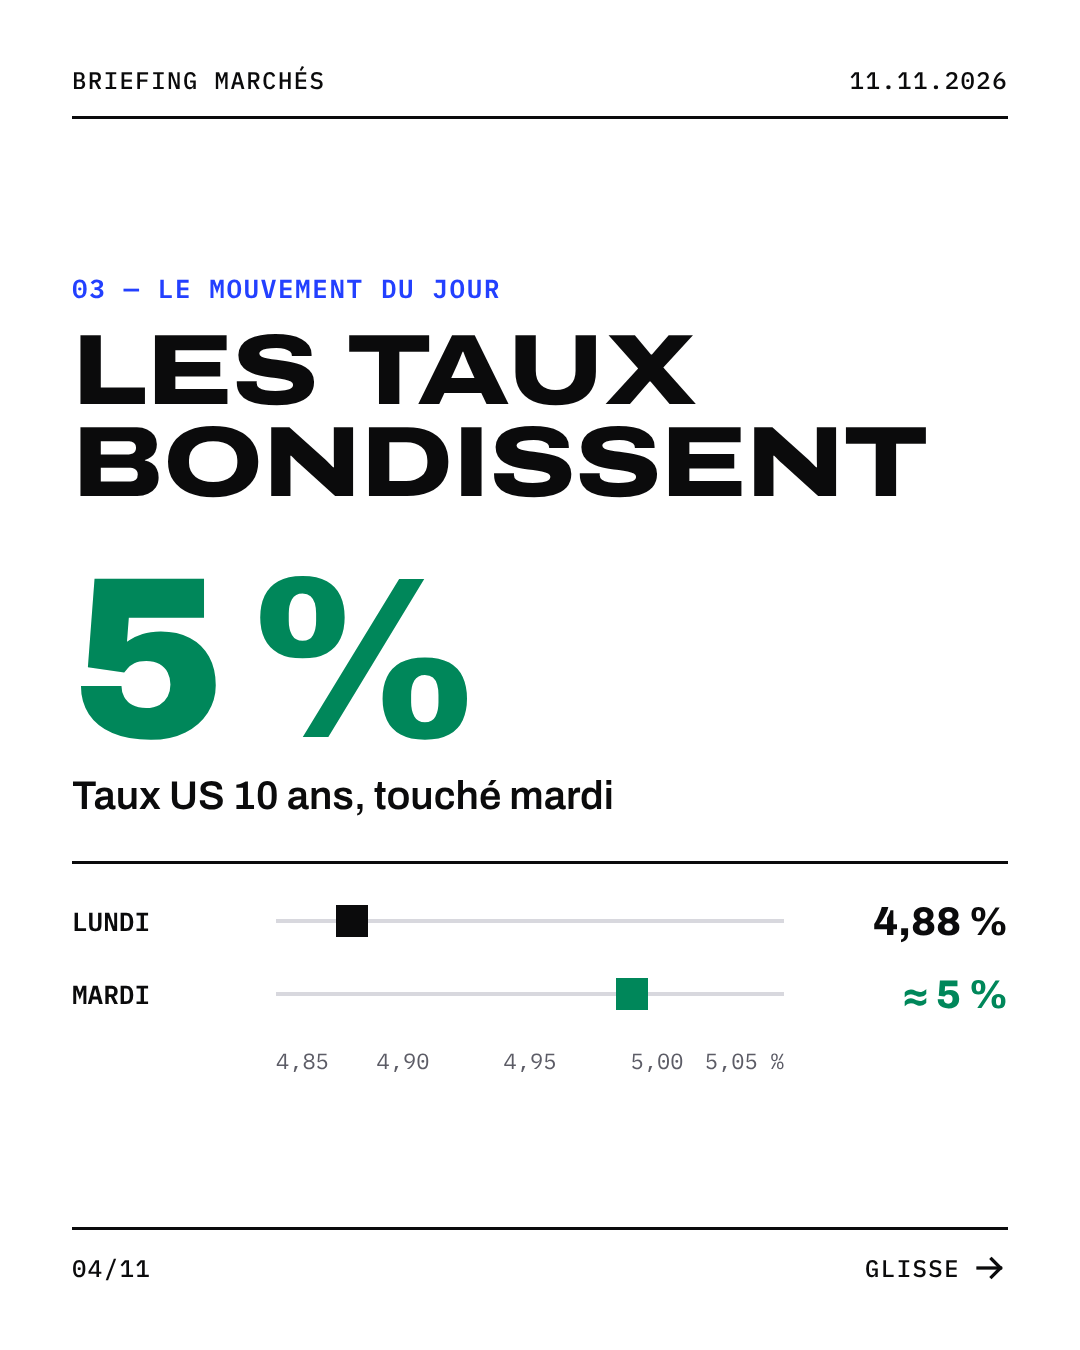 BRIEFING MARCHÉS
11.11.2026
03 — LE MOUVEMENT DU JOUR
LES TAUX
BONDISSENT
5 %
Taux US 10 ans, touché mardi
LUNDI
4,88 %
MARDI
≈ 5 %
4,85 4,90 4,95 5,00 5,05 %
04/11
GLISSE →